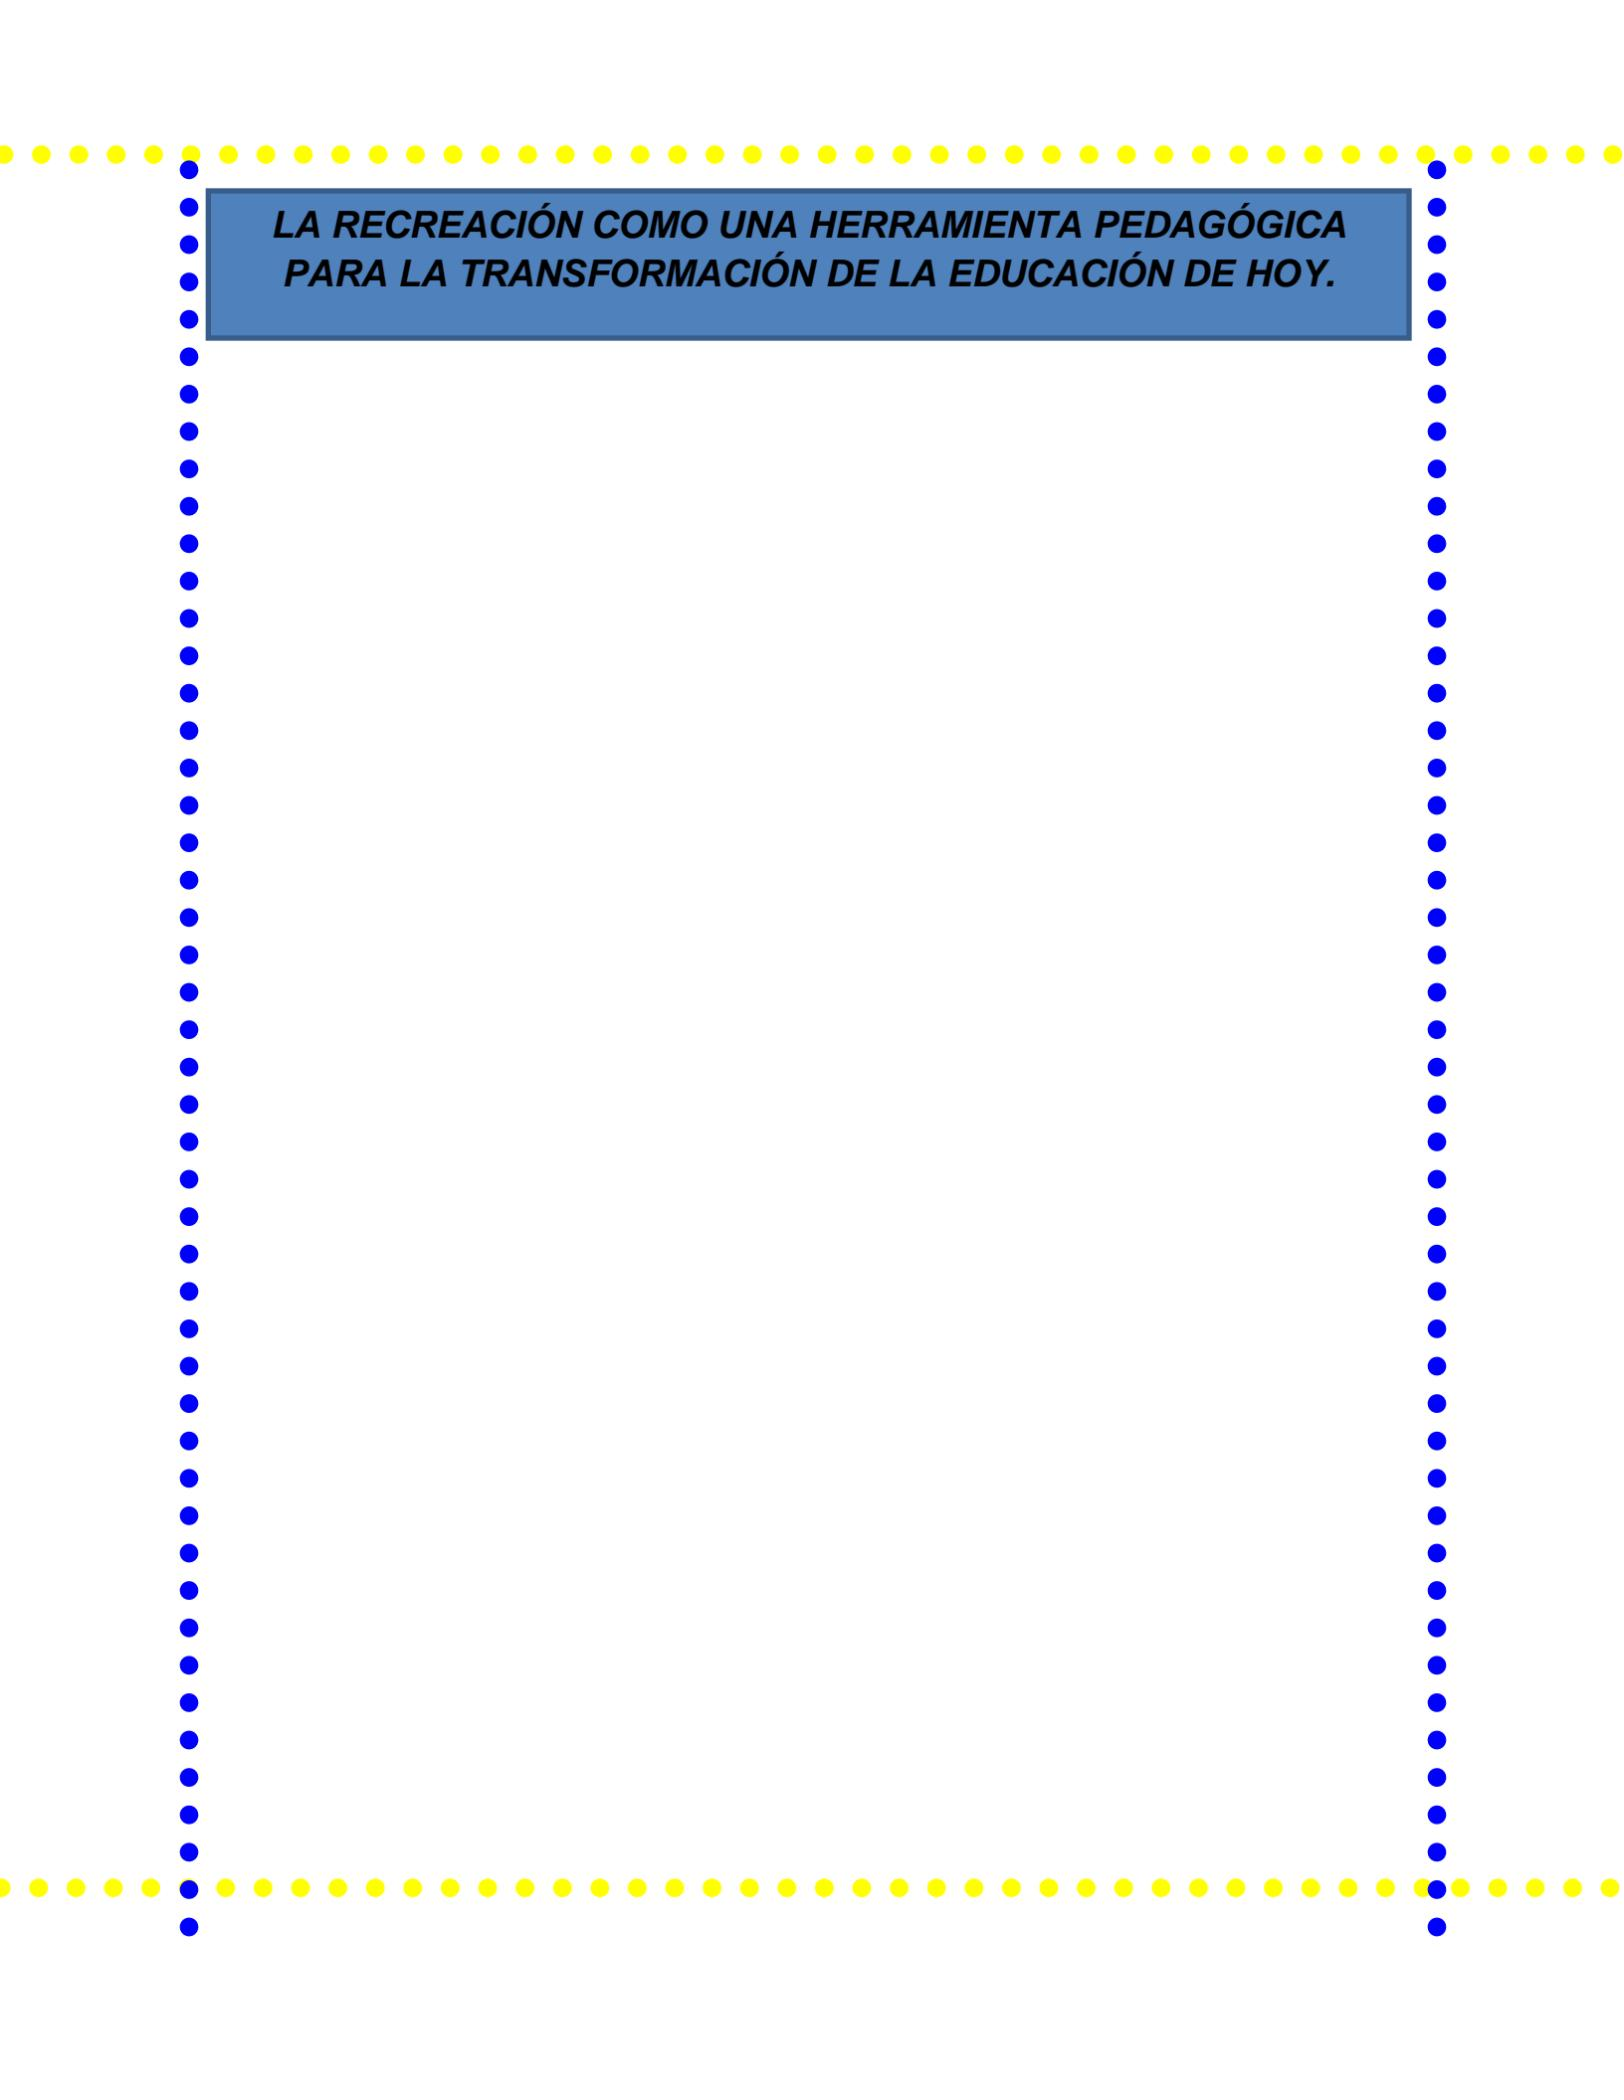 LA RECREACIÓN COMO UNA HERRAMIENTA PEDAGÓGICA
PARA LA TRANSFORMACIÓN DE LA EDUCACIÓN DE HOY.